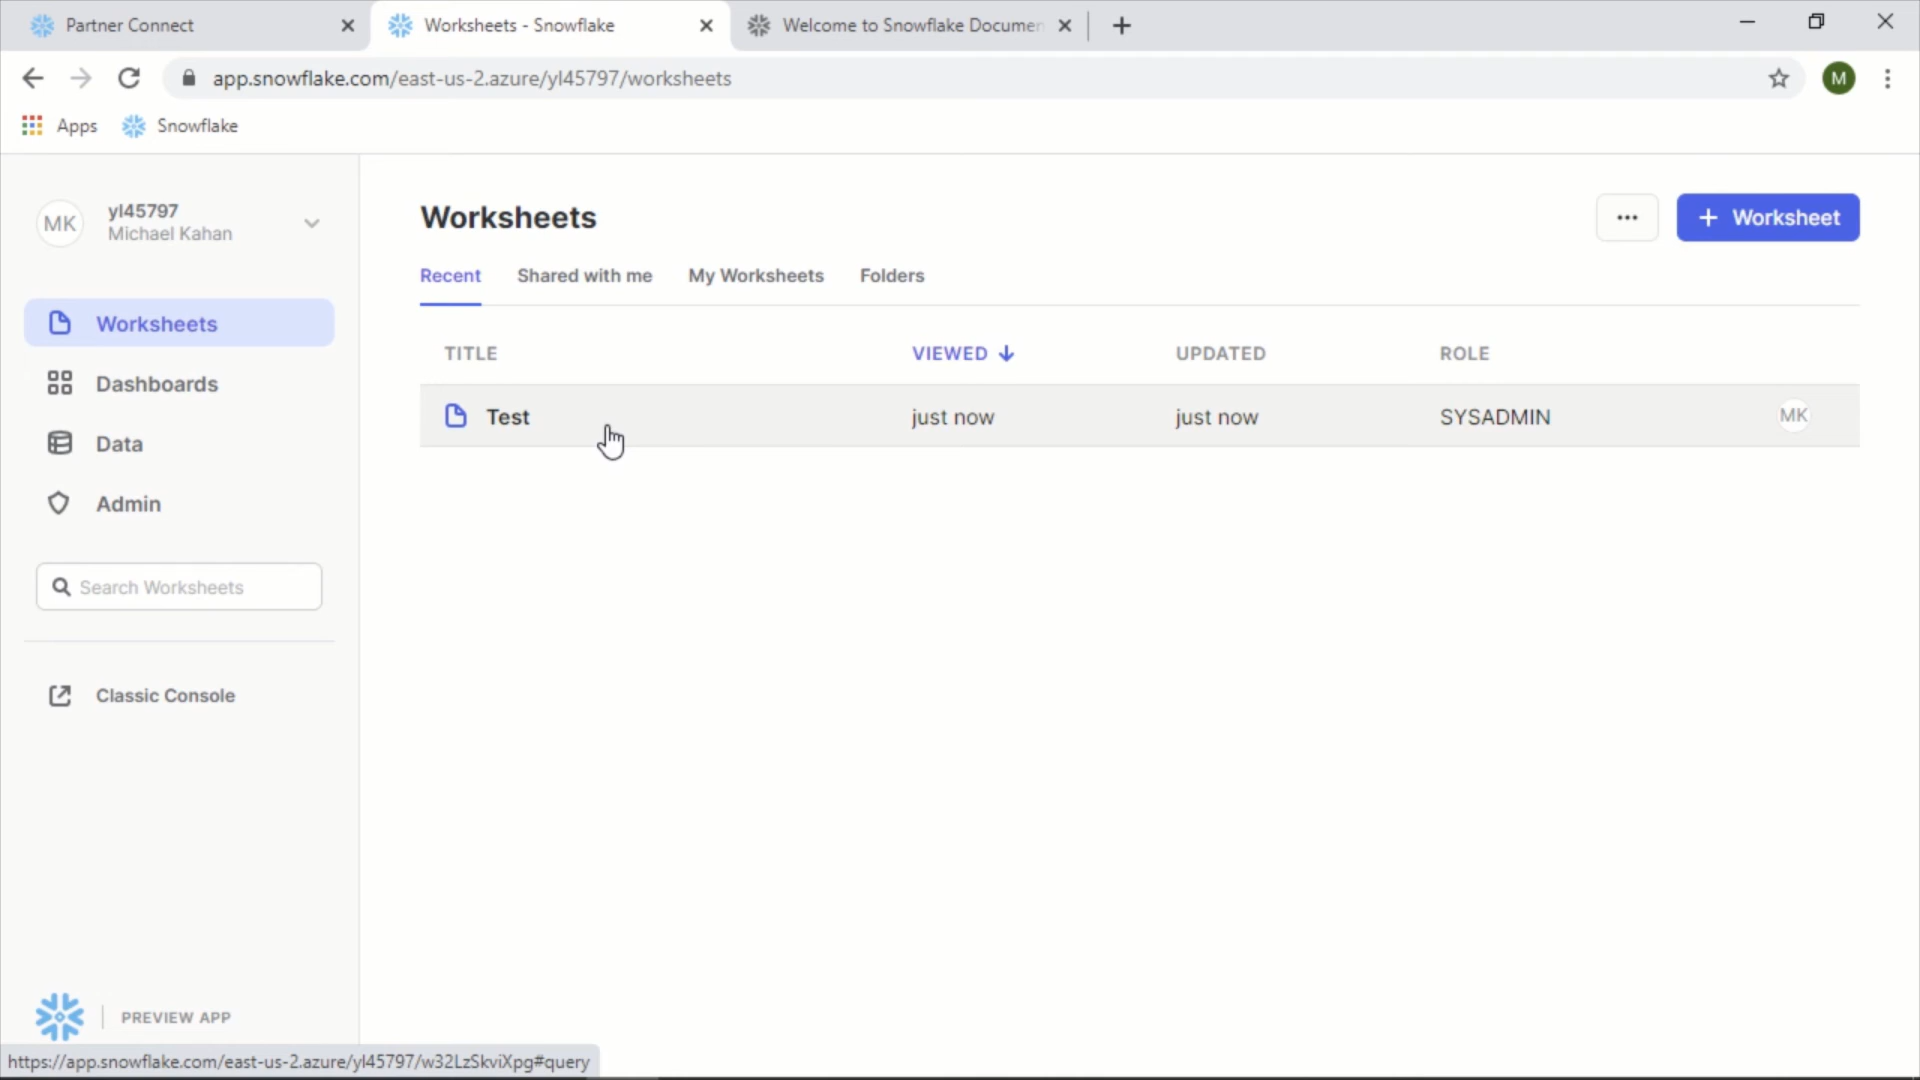 Partner Connect
Worksheets - Snowflake
Welcome to Snowflake Documen
app.snowflake.com/east-us-2.azure/yl45797/worksheets
M
Apps
Snowflake
MK
yl45797
Michael Kahan
Worksheets
Dashboards
Data
Admin
Search Worksheets
Classic Console
PREVIEW APP
Worksheets
+ Worksheet
Recent
Shared with me
My Worksheets
Folders
TITLE
VIEWED
UPDATED
ROLE
Test
just now
just now
SYSADMIN
MK
https://app.snowflake.com/east-us-2.azure/yl45797/w32LzSkviXpg#query